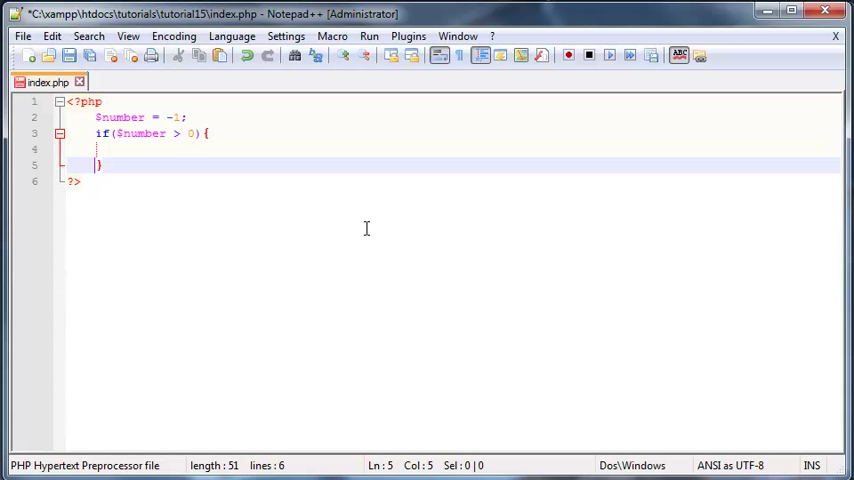 *C:\xampp\htdocs\tutorials\tutorial15\index.php - Notepad++ [Administrator]
File Edit Search View Encoding Language Settings Macro Run Plugins Window ? X
ABC
index.php
1 <?php
2 $number = -1;
3 if($number > 0){
4
5 }
6 ?>
PHP Hypertext Preprocessor file length : 51 lines : 6 Ln : 5 Col : 5 Sel : 0 | 0 Dos\Windows ANSI as UTF-8 INS